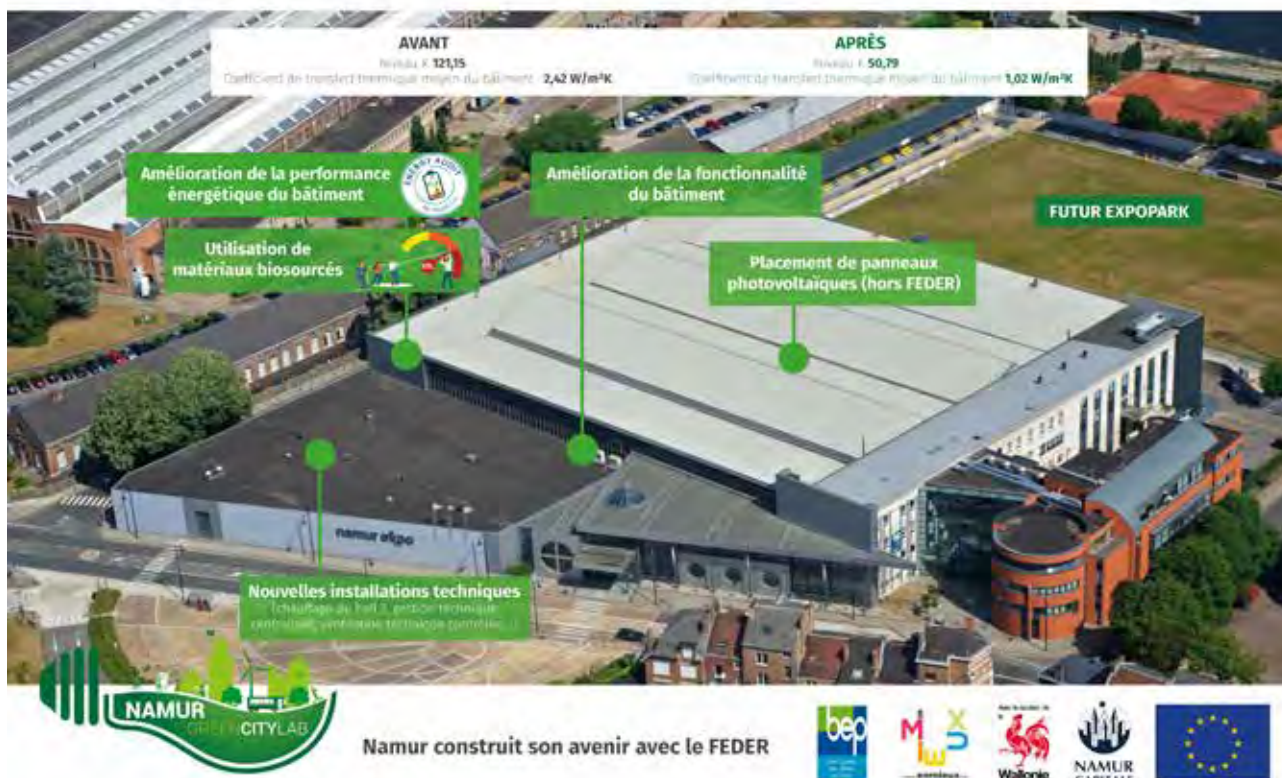 AVANT
Niveau K 121,15
Coefficient de transfert thermique moyen du bâtiment : 2,42 W/m²K
APRÈS
Niveau K 50,79
Coefficient de transfert thermique moyen du bâtiment 1,02 W/m²K
Amélioration de la performance
énergétique du bâtiment
ENERGY AUDIT
Amélioration de la fonctionnalité
du bâtiment
FUTUR EXPOPARK
Utilisation de
matériaux biosourcés
Placement de panneaux
photovoltaïques (hors FEDER)
namur expo
Nouvelles installations techniques
technique
NAMUR
GREENCITYLAB
Namur construit son avenir avec le FEDER
bep
Wallonie
NAMUR
CAPITALE